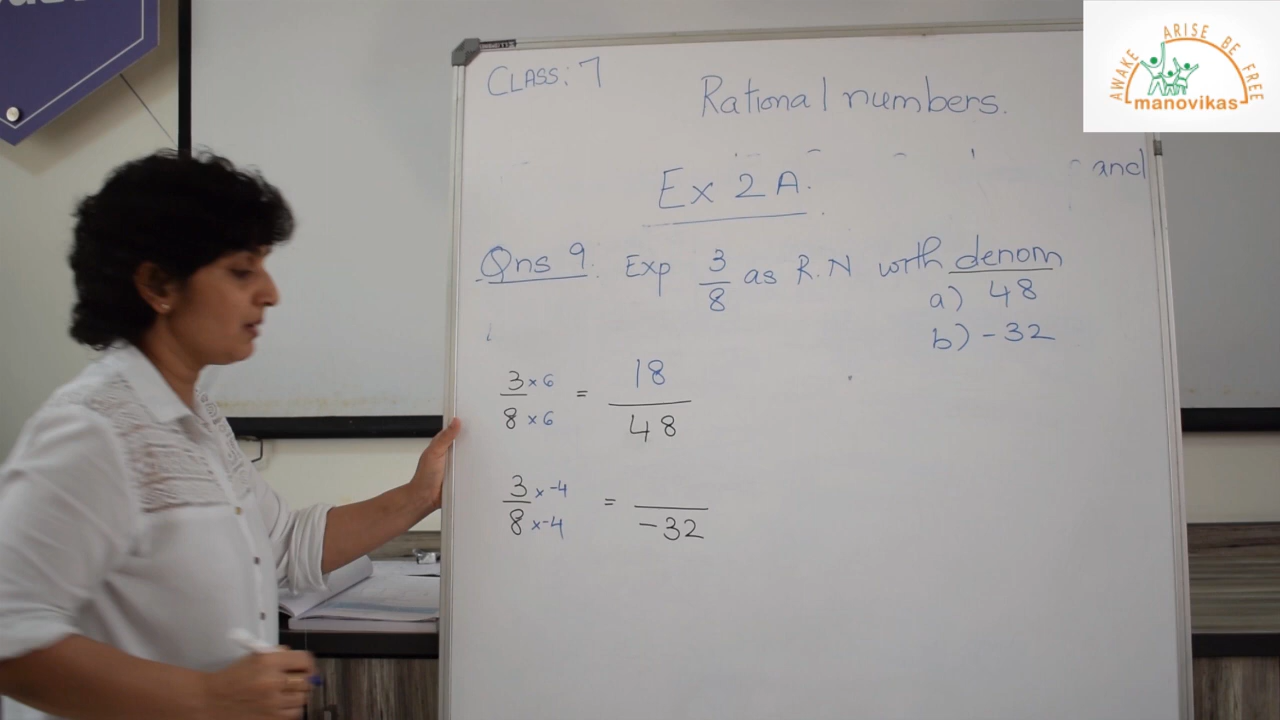 AWAKE ARISE BE FREE
manovikas
CLASS: 7
Rational numbers.
and
Ex 2A.
Qns 9. Exp 3/8 as R.N with denom
a) 48
b) -32
3 × 6 / 8 × 6 = 18 / 48
3 × -4 / 8 × -4 = / -32